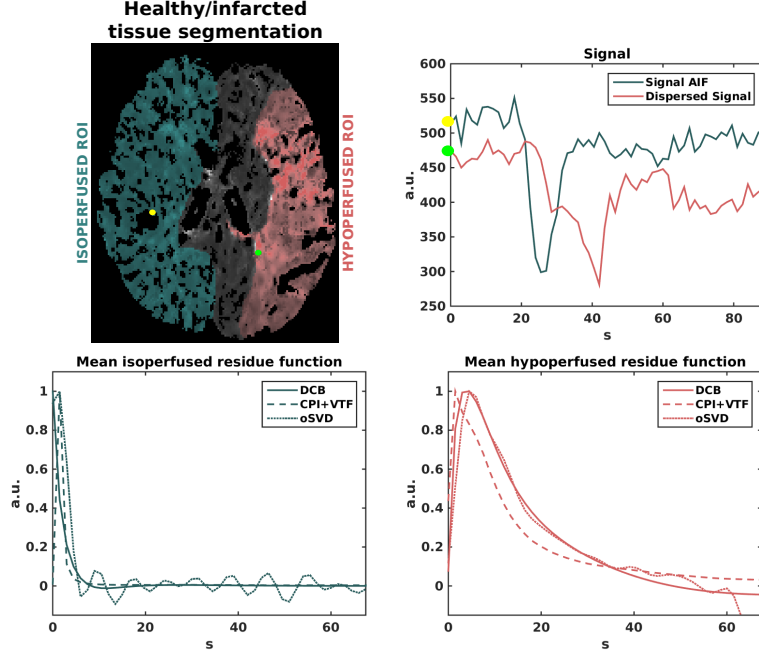 Healthy/infarcted
tissue segmentation
ISOPERFUSED ROI
HYPOPERFUSED ROI
Signal
600
550
500
450
400
350
300
250
a.u.
0
20
40
60
80
s
Signal AIF
Dispersed Signal
Mean isoperfused residue function
1
0.8
0.6
0.4
0.2
0
a.u.
0
20
40
60
s
DCB
CPI+VTF
oSVD
Mean hypoperfused residue function
1
0.8
0.6
0.4
0.2
0
a.u.
0
20
40
60
s
DCB
CPI+VTF
oSVD